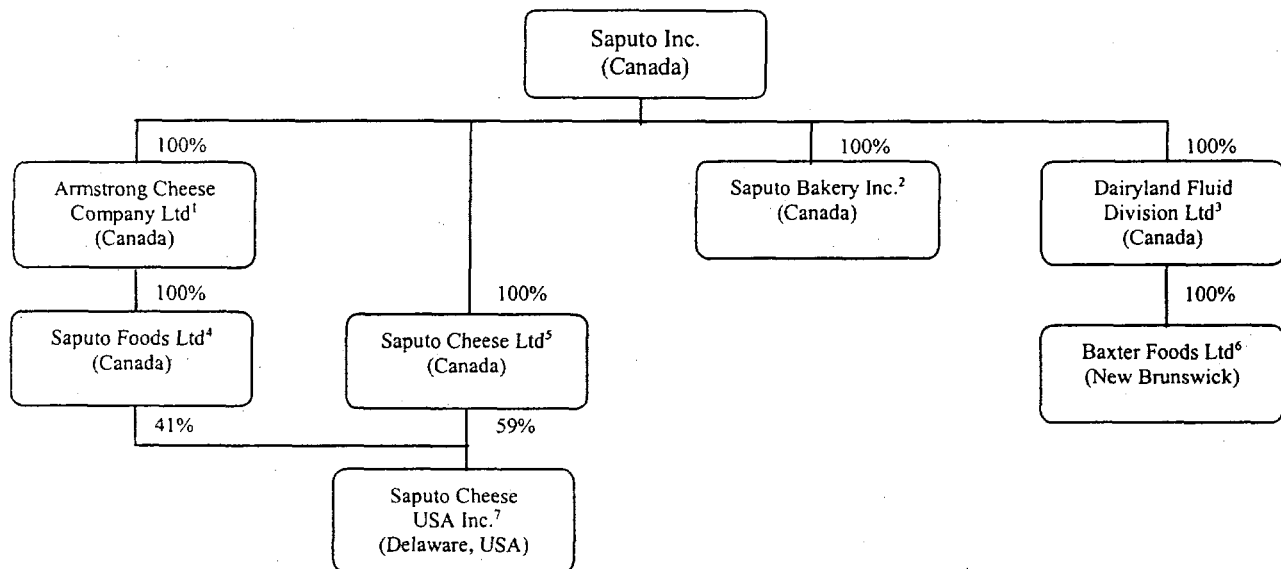 Saputo Inc.
(Canada)
100%
100%
100%
Armstrong Cheese
Company Ltd¹
(Canada)
Saputo Bakery Inc.²
(Canada)
Dairyland Fluid
Division Ltd³
(Canada)
100%
100%
100%
Saputo Foods Ltd⁴
(Canada)
Saputo Cheese Ltd⁵
(Canada)
Baxter Foods Ltd⁶
(New Brunswick)
41%
59%
Saputo Cheese
USA Inc.⁷
(Delaware, USA)